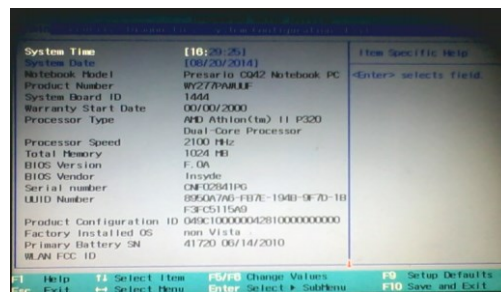 System Time [16:29:25]
Item Specific Help
System Date [08/20/2014]
Notebook Model Presario CQ42 Notebook PC
<Enter> selects field
Product Number WY277PA#UUF
System Board ID 1444
Warranty Start Date 00/00/2000
Processor Type AMD Athlon(tm) II P320
Dual-Core Processor
Processor Speed 2100 MHz
Total Memory 1024 MB
BIOS Version F.0A
BIOS Vendor Insyde
Serial number CNF02841PG
UUID Number 8950A7A6-FB7E-194B-9F7D-1B
F3FC5115A9
Product Configuration ID 049C100000042810000000000
Factory Installed OS non Vista
Primary Battery SN 41720 06/14/2010
WLAN FCC ID
F1 Help ↑↓ Select Item F5/F6 Change Values F9 Setup Defaults
Esc Exit ↔ Select Menu Enter Select ▶ SubMenu F10 Save and Exit